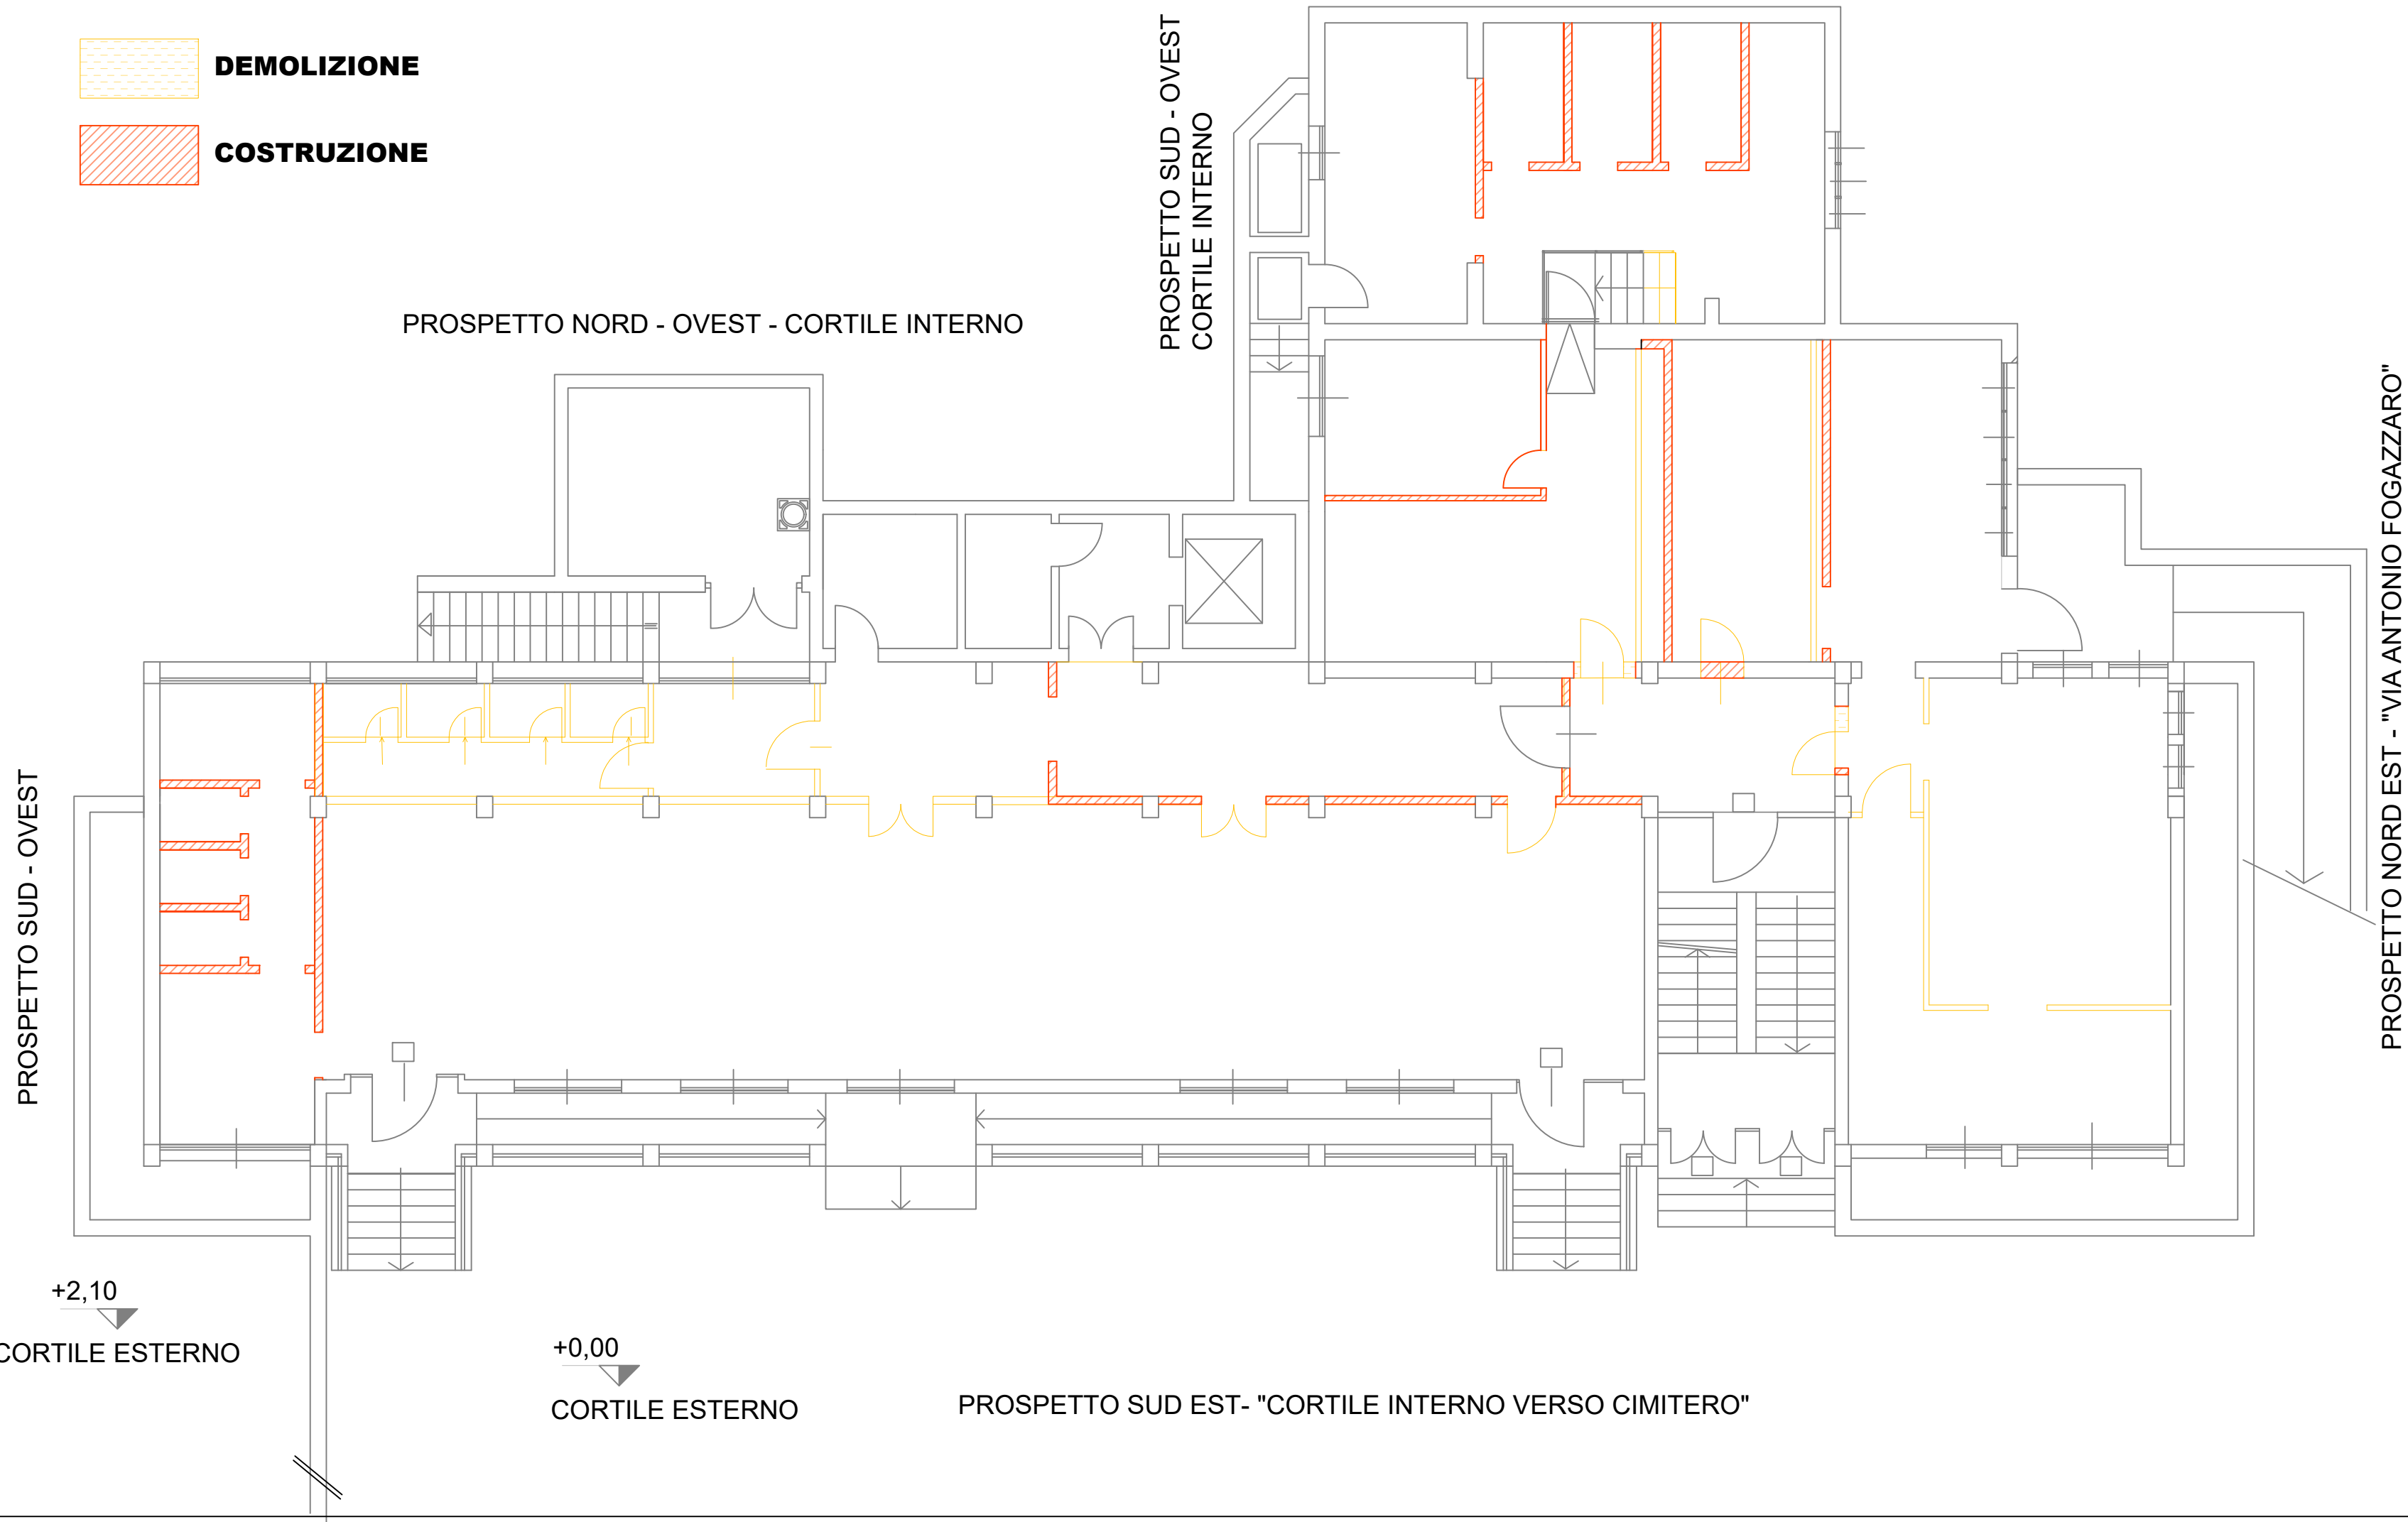 DEMOLIZIONE
COSTRUZIONE
PROSPETTO NORD - OVEST - CORTILE INTERNO
PROSPETTO SUD - OVEST
CORTILE INTERNO
PROSPETTO NORD EST - "VIA ANTONIO FOGAZZARO"
PROSPETTO SUD - OVEST
+2,10
CORTILE ESTERNO
+0,00
CORTILE ESTERNO
PROSPETTO SUD EST- "CORTILE INTERNO VERSO CIMITERO"